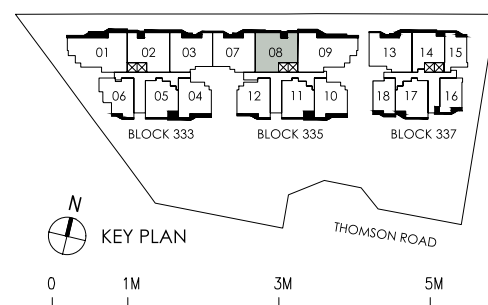 01 02 03 07 08 09 13 14 15
06 05 04 12 11 10 18 17 16
BLOCK 333 BLOCK 335 BLOCK 337
THOMSON ROAD
N
KEY PLAN
0 1M 3M 5M